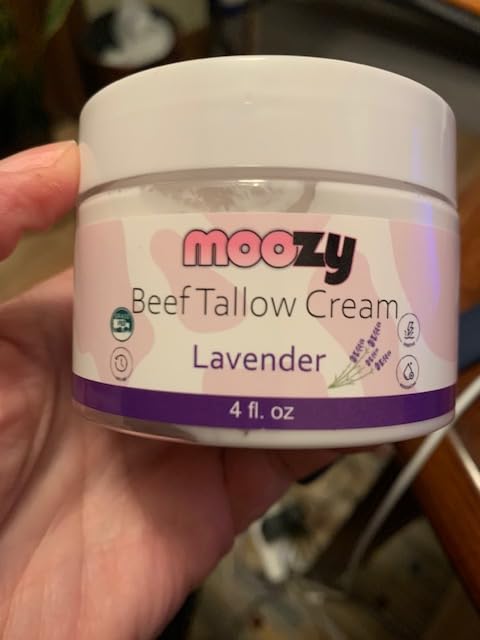 moozy
Beef Tallow Cream
Lavender
4 fl. oz